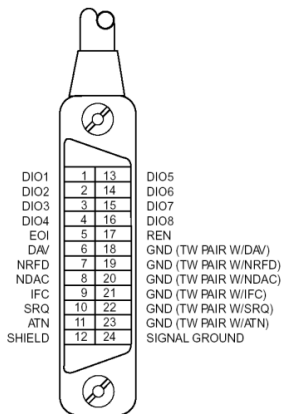 DIO1 1 13 DIO5
DIO2 2 14 DIO6
DIO3 3 15 DIO7
DIO4 4 16 DIO8
EOI 5 17 REN
DAV 6 18 GND (TW PAIR W/DAV)
NRFD 7 19 GND (TW PAIR W/NRFD)
NDAC 8 20 GND (TW PAIR W/NDAC)
IFC 9 21 GND (TW PAIR W/IFC)
SRQ 10 22 GND (TW PAIR W/SRQ)
ATN 11 23 GND (TW PAIR W/ATN)
SHIELD 12 24 SIGNAL GROUND